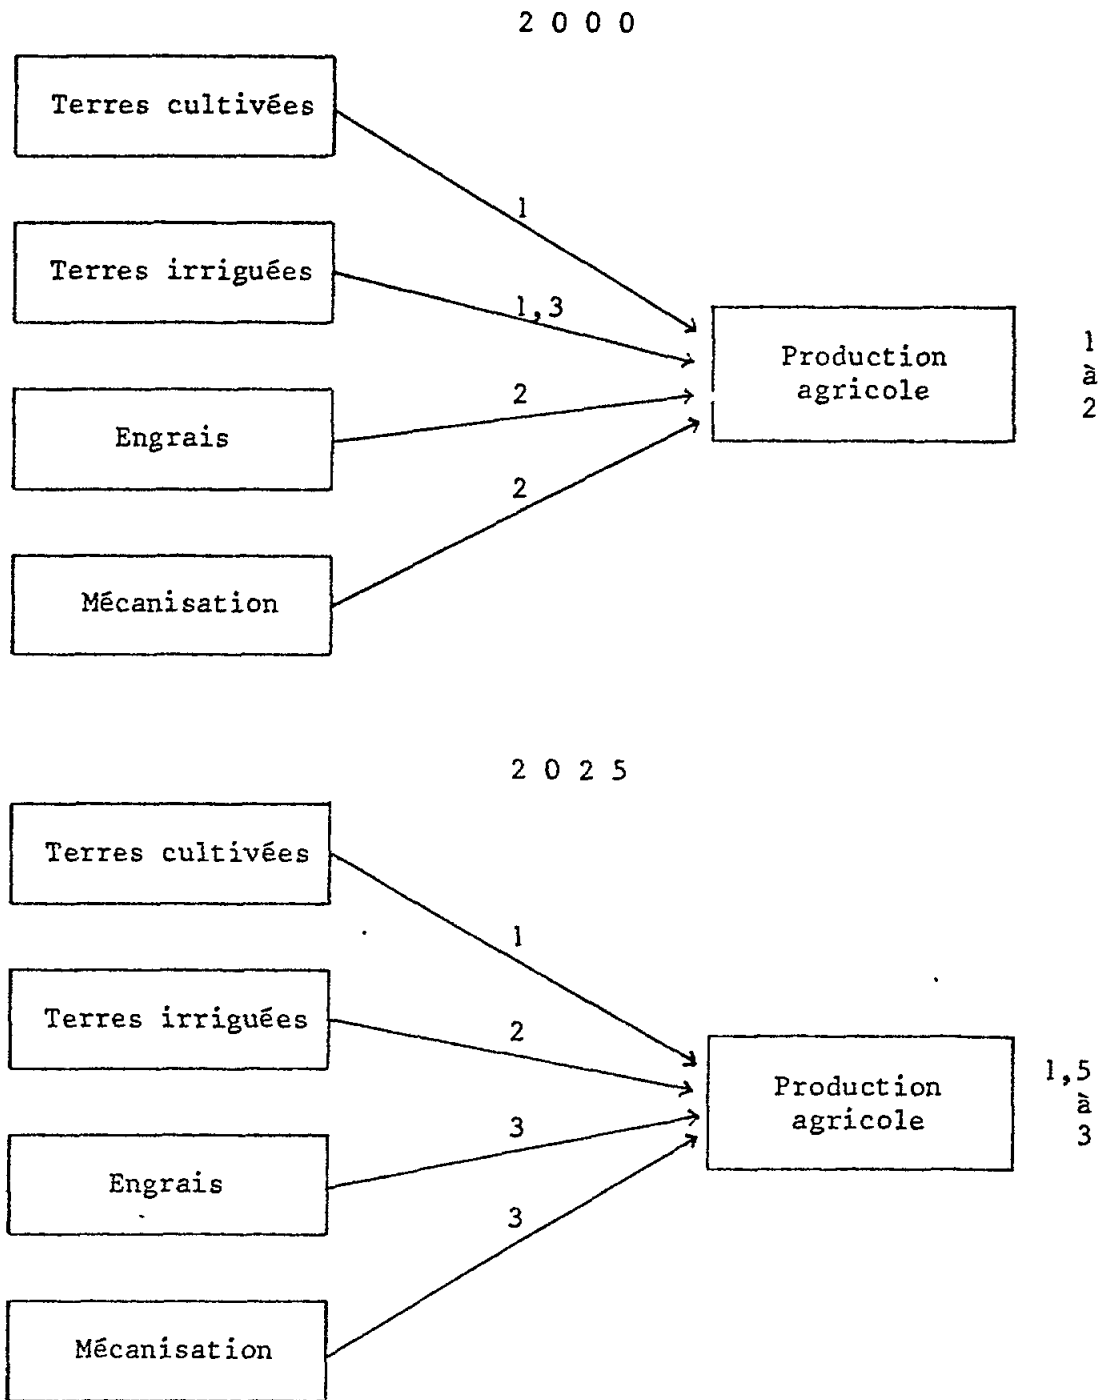 2 0 0 0
Terres cultivées
1
Terres irriguées
1,3
Production
agricole
1
à
2
Engrais
2
Mécanisation
2
2 0 2 5
Terres cultivées
1
Terres irriguées
2
Production
agricole
1,5
à
3
Engrais
3
Mécanisation
3